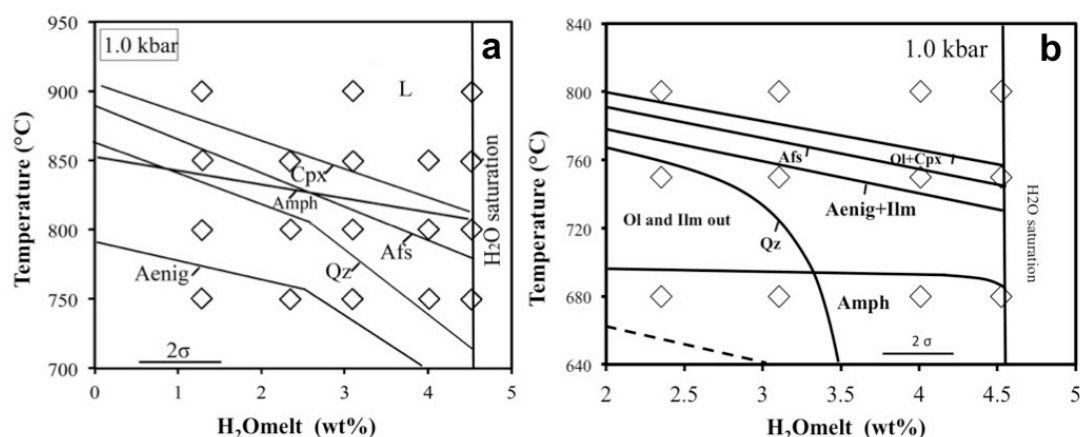 950
1.0 kbar
a
900
L
850
Cpx
Amph
800
Afs
Aenig
Qz
750
2σ
700
0
1
2
3
4
5
Temperature (°C)
H₂Omelt (wt%)
H2O saturation
840
1.0 kbar
b
800
Afs
Ol+Cpx
760
Aenig+Ilm
Ol and Ilm out
Qz
720
Amph
680
2 σ
640
2
2.5
3
3.5
4
4.5
5
Temperature (°C)
H₂Omelt (wt%)
H2O saturation